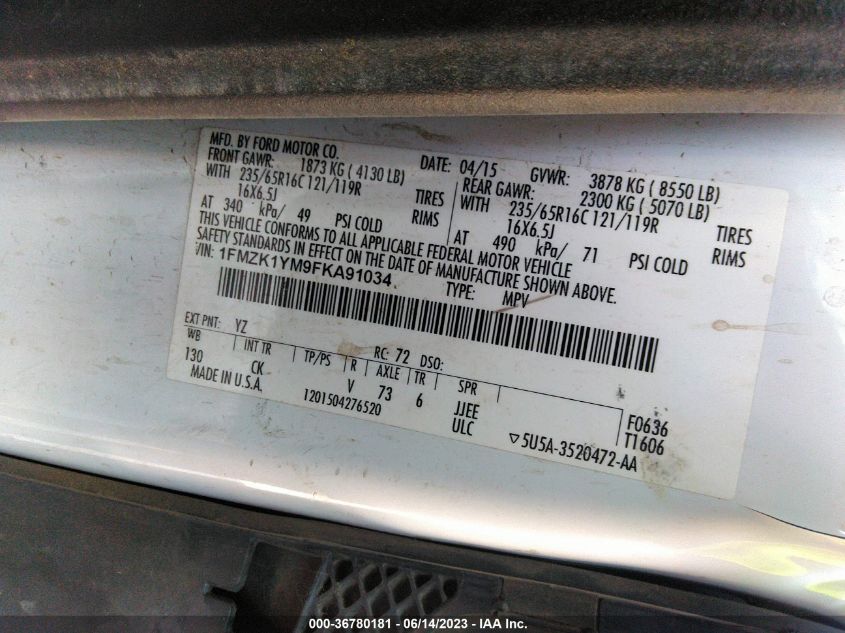 MFD. BY FORD MOTOR CO. DATE: 04/15 GVWR: 3878 KG ( 8550 LB)
FRONT GAWR: 1873 KG ( 4130 LB) REAR GAWR: 2300 KG ( 5070 LB)
WITH 235/65R16C 121/119R TIRES WITH 235/65R16C 121/119R TIRES
16X6.5J RIMS 16X6.5J RIMS
AT 340 kPa/ 49 PSI COLD AT 490 kPa/ 71 PSI COLD
THIS VEHICLE CONFORMS TO ALL APPLICABLE FEDERAL MOTOR VEHICLE
SAFETY STANDARDS IN EFFECT ON THE DATE OF MANUFACTURE SHOWN ABOVE.
VIN: 1FMZK1YM9FKA91034 TYPE: MPV
EXT PNT: YZ RC: 72 DSO:
WB INT TR TP/PS R AXLE TR SPR
130 CK V 73 6 JJEE F0636
MADE IN U.S.A. 1201504276520 ULC T1606
▽5U5A-3520472-AA
000-36780181 - 06/14/2023 - IAA Inc.